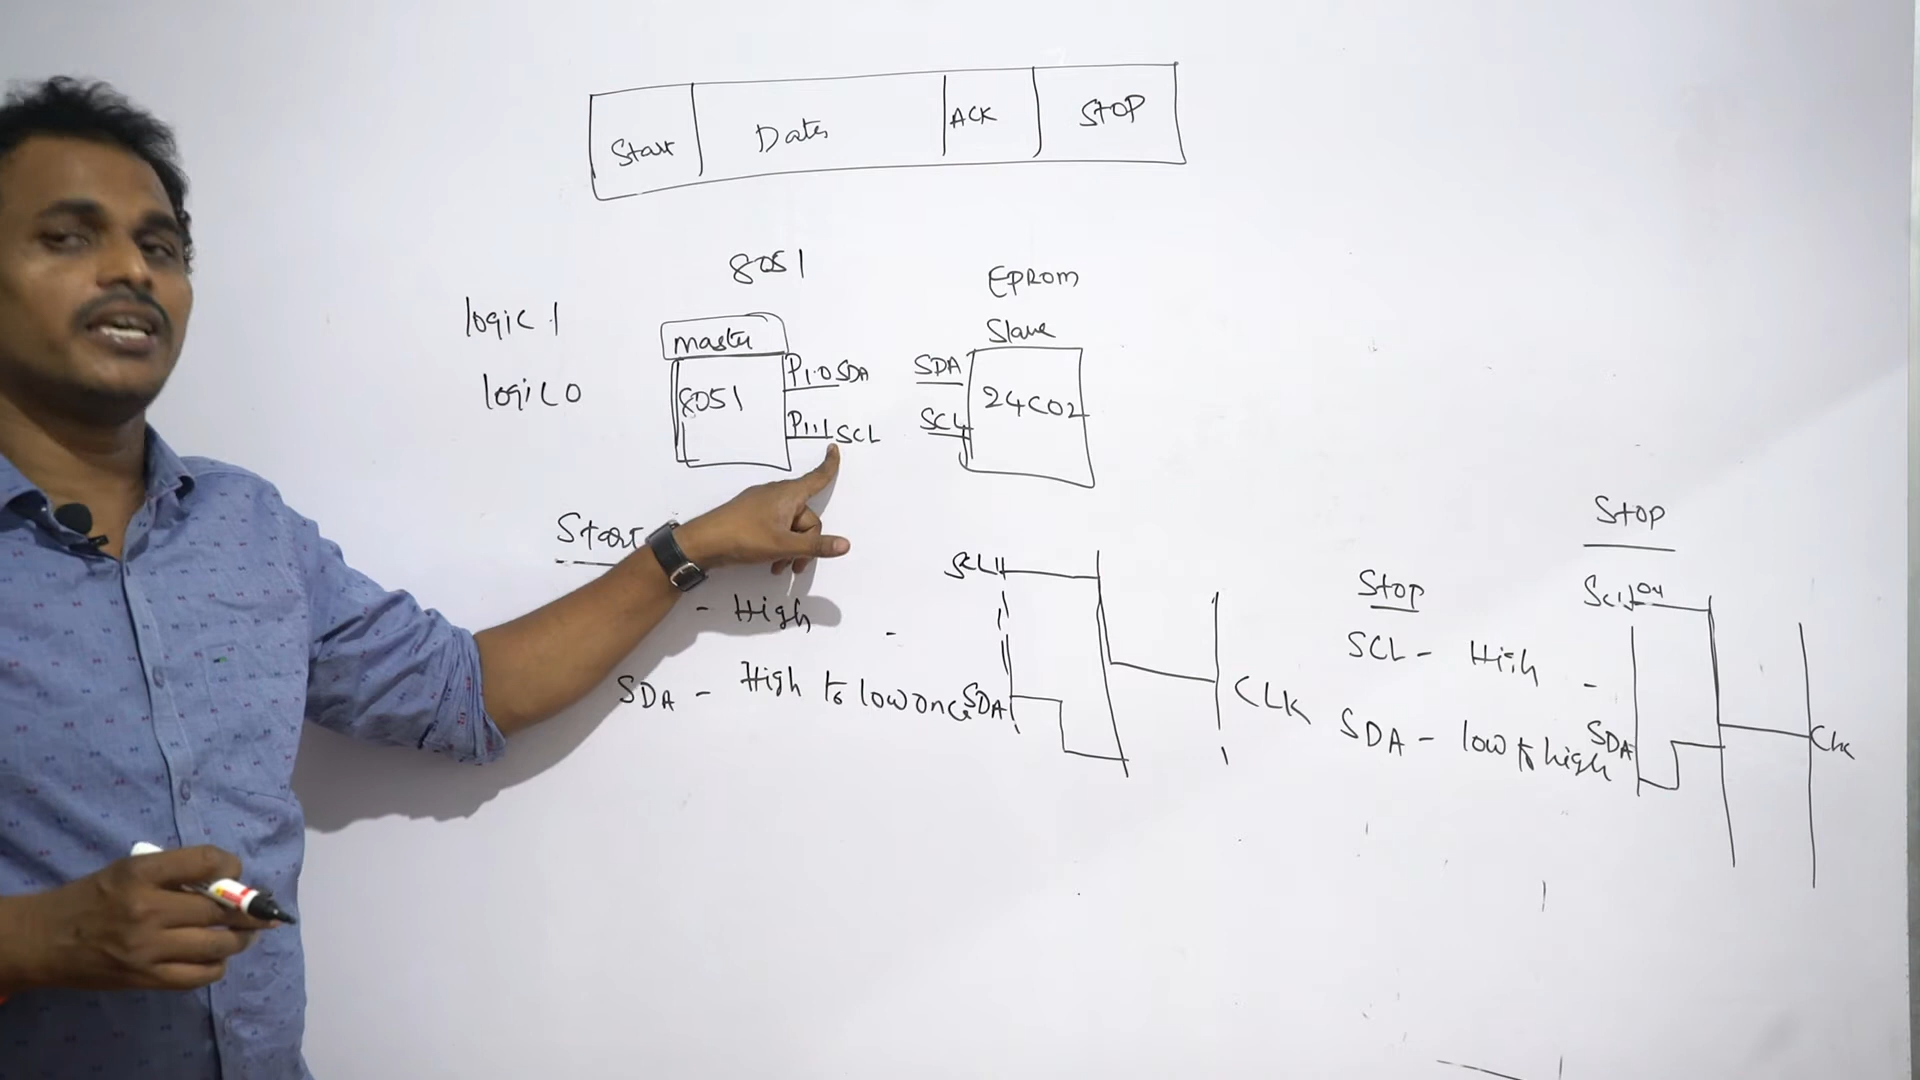 Start Data ACK STOP
8051
EPROM
logic 1
logic 0
master
8051
P1.0 SDA
P1.1 SCL
Slave
SDA
SCL
24C02
Start
- High -
SDA - High to low once
SCL
SDA
CLK
Stop
SCL - High -
SDA - low to high
Stop
SDA
Clk